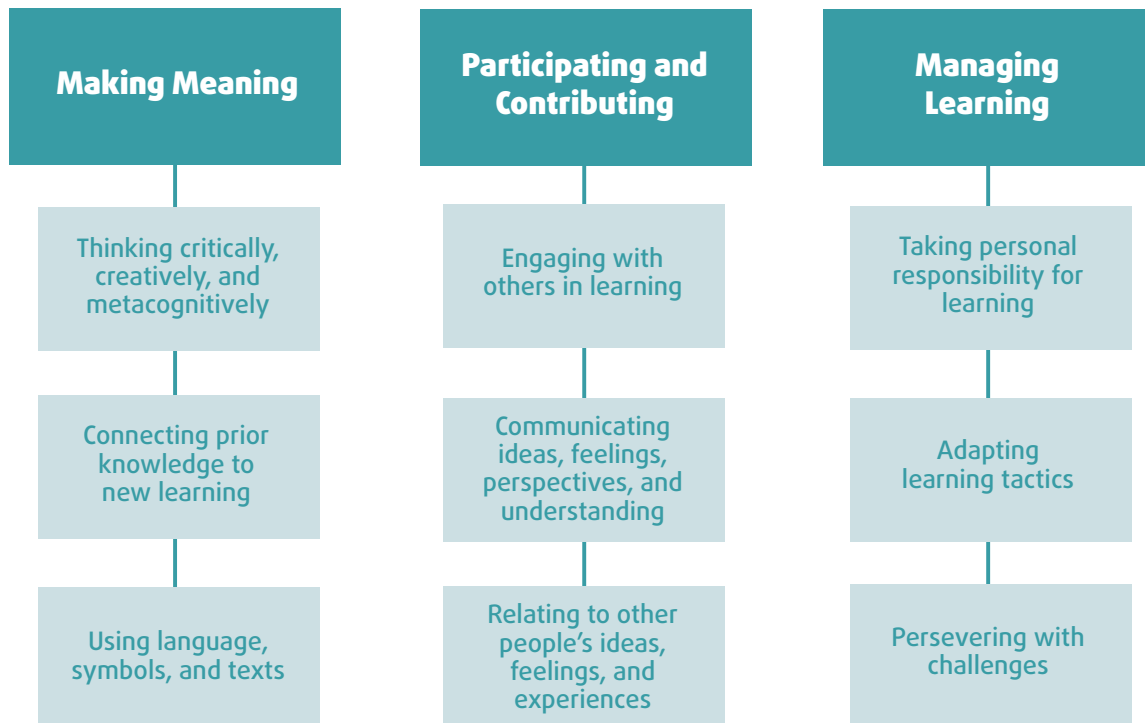 Making Meaning
Thinking critically,
creatively, and
metacognitively
Connecting prior
knowledge to
new learning
Using language,
symbols, and texts
Participating and
Contributing
Engaging with
others in learning
Communicating
ideas, feelings,
perspectives, and
understanding
Relating to other
people’s ideas,
feelings, and
experiences
Managing
Learning
Taking personal
responsibility for
learning
Adapting
learning tactics
Persevering with
challenges